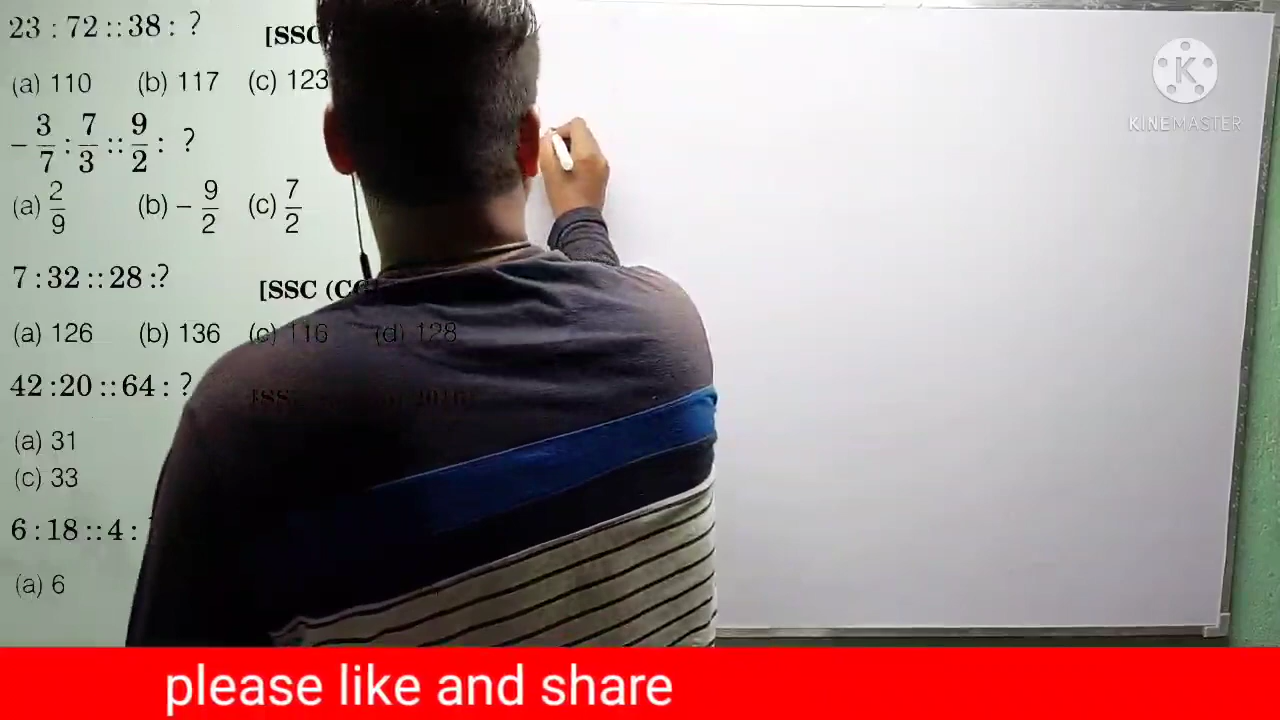 23 : 72 :: 38 : ?
[SSC
(a) 110 (b) 117 (c) 123
- 3/7 : 7/3 :: 9/2 : ?
(a) 2/9 (b) - 9/2 (c) 7/2
7 : 32 :: 28 : ?
[SSC (CGL
(a) 126 (b) 136 (c) 116 (d) 128
42 : 20 :: 64 : ?
2016]
(a) 31
(c) 33
6 : 18 :: 4 :
(a) 6
KINEMASTER
please like and share